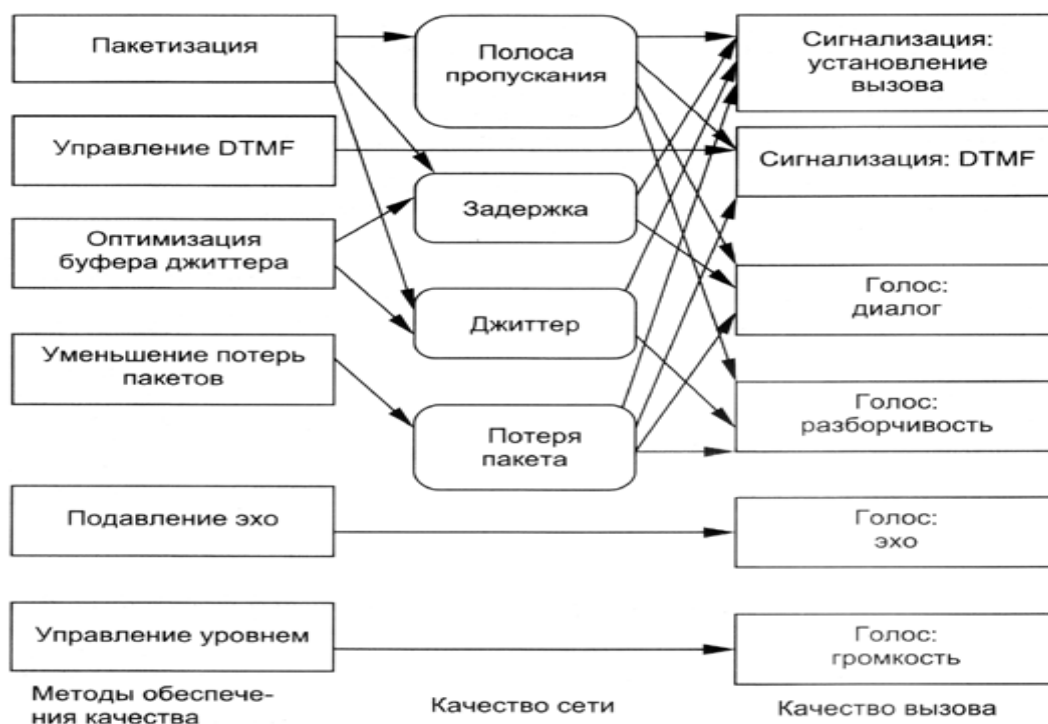 Пакетизация
Управление DTMF
Оптимизация
буфера джиттера
Уменьшение потерь
пакетов
Подавление эхо
Управление уровнем
Методы обеспече-
ния качества
Полоса
пропускания
Задержка
Джиттер
Потеря
пакета
Качество сети
Сигнализация:
установление
вызова
Сигнализация: DTMF
Голос:
диалог
Голос:
разборчивость
Голос:
эхо
Голос:
громкость
Качество вызова